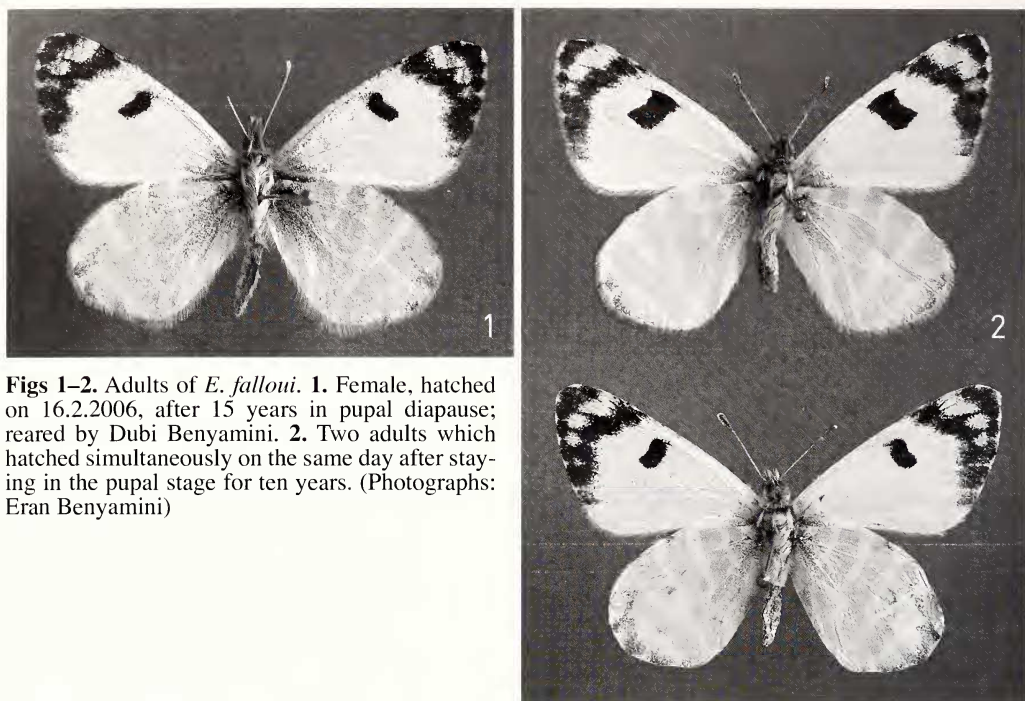 1
2
Figs 1–2. Adults of E. falloui. 1. Female, hatched
on 16.2.2006, after 15 years in pupal diapause;
reared by Dubi Benyamini. 2. Two adults which
hatched simultaneously on the same day after stay-
ing in the pupal stage for ten years. (Photographs:
Eran Benyamini)